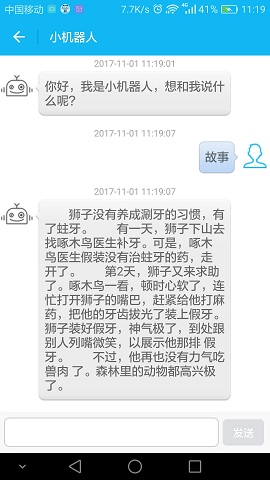 中国移动 7.7K/s 4G 41% 11:19
小机器人
2017-11-01 11:19:06
你好，我是小机器人，想和我说什
么呢？
2017-11-01 11:19:07
故事
2017-11-01 11:19:07
狮子没有养成涮牙的习惯，有
了蛀牙。 有一天，狮子下山去
找啄木鸟医生补牙。可是，啄木
鸟医生假装没有治蛀牙的药，走
开了。 第2天，狮子又来求助
了。啄木鸟一看，顿时心软了，连
忙打开狮子的嘴巴，赶紧给他打麻
药，把他的牙齿拔光了装上假牙。
狮子装好假牙，神气极了，到处跟
别人列嘴微笑，以展示他那排 假
牙。 不过，他再也没有力气吃
兽肉 了。森林里的动物都高兴极
了。
发送